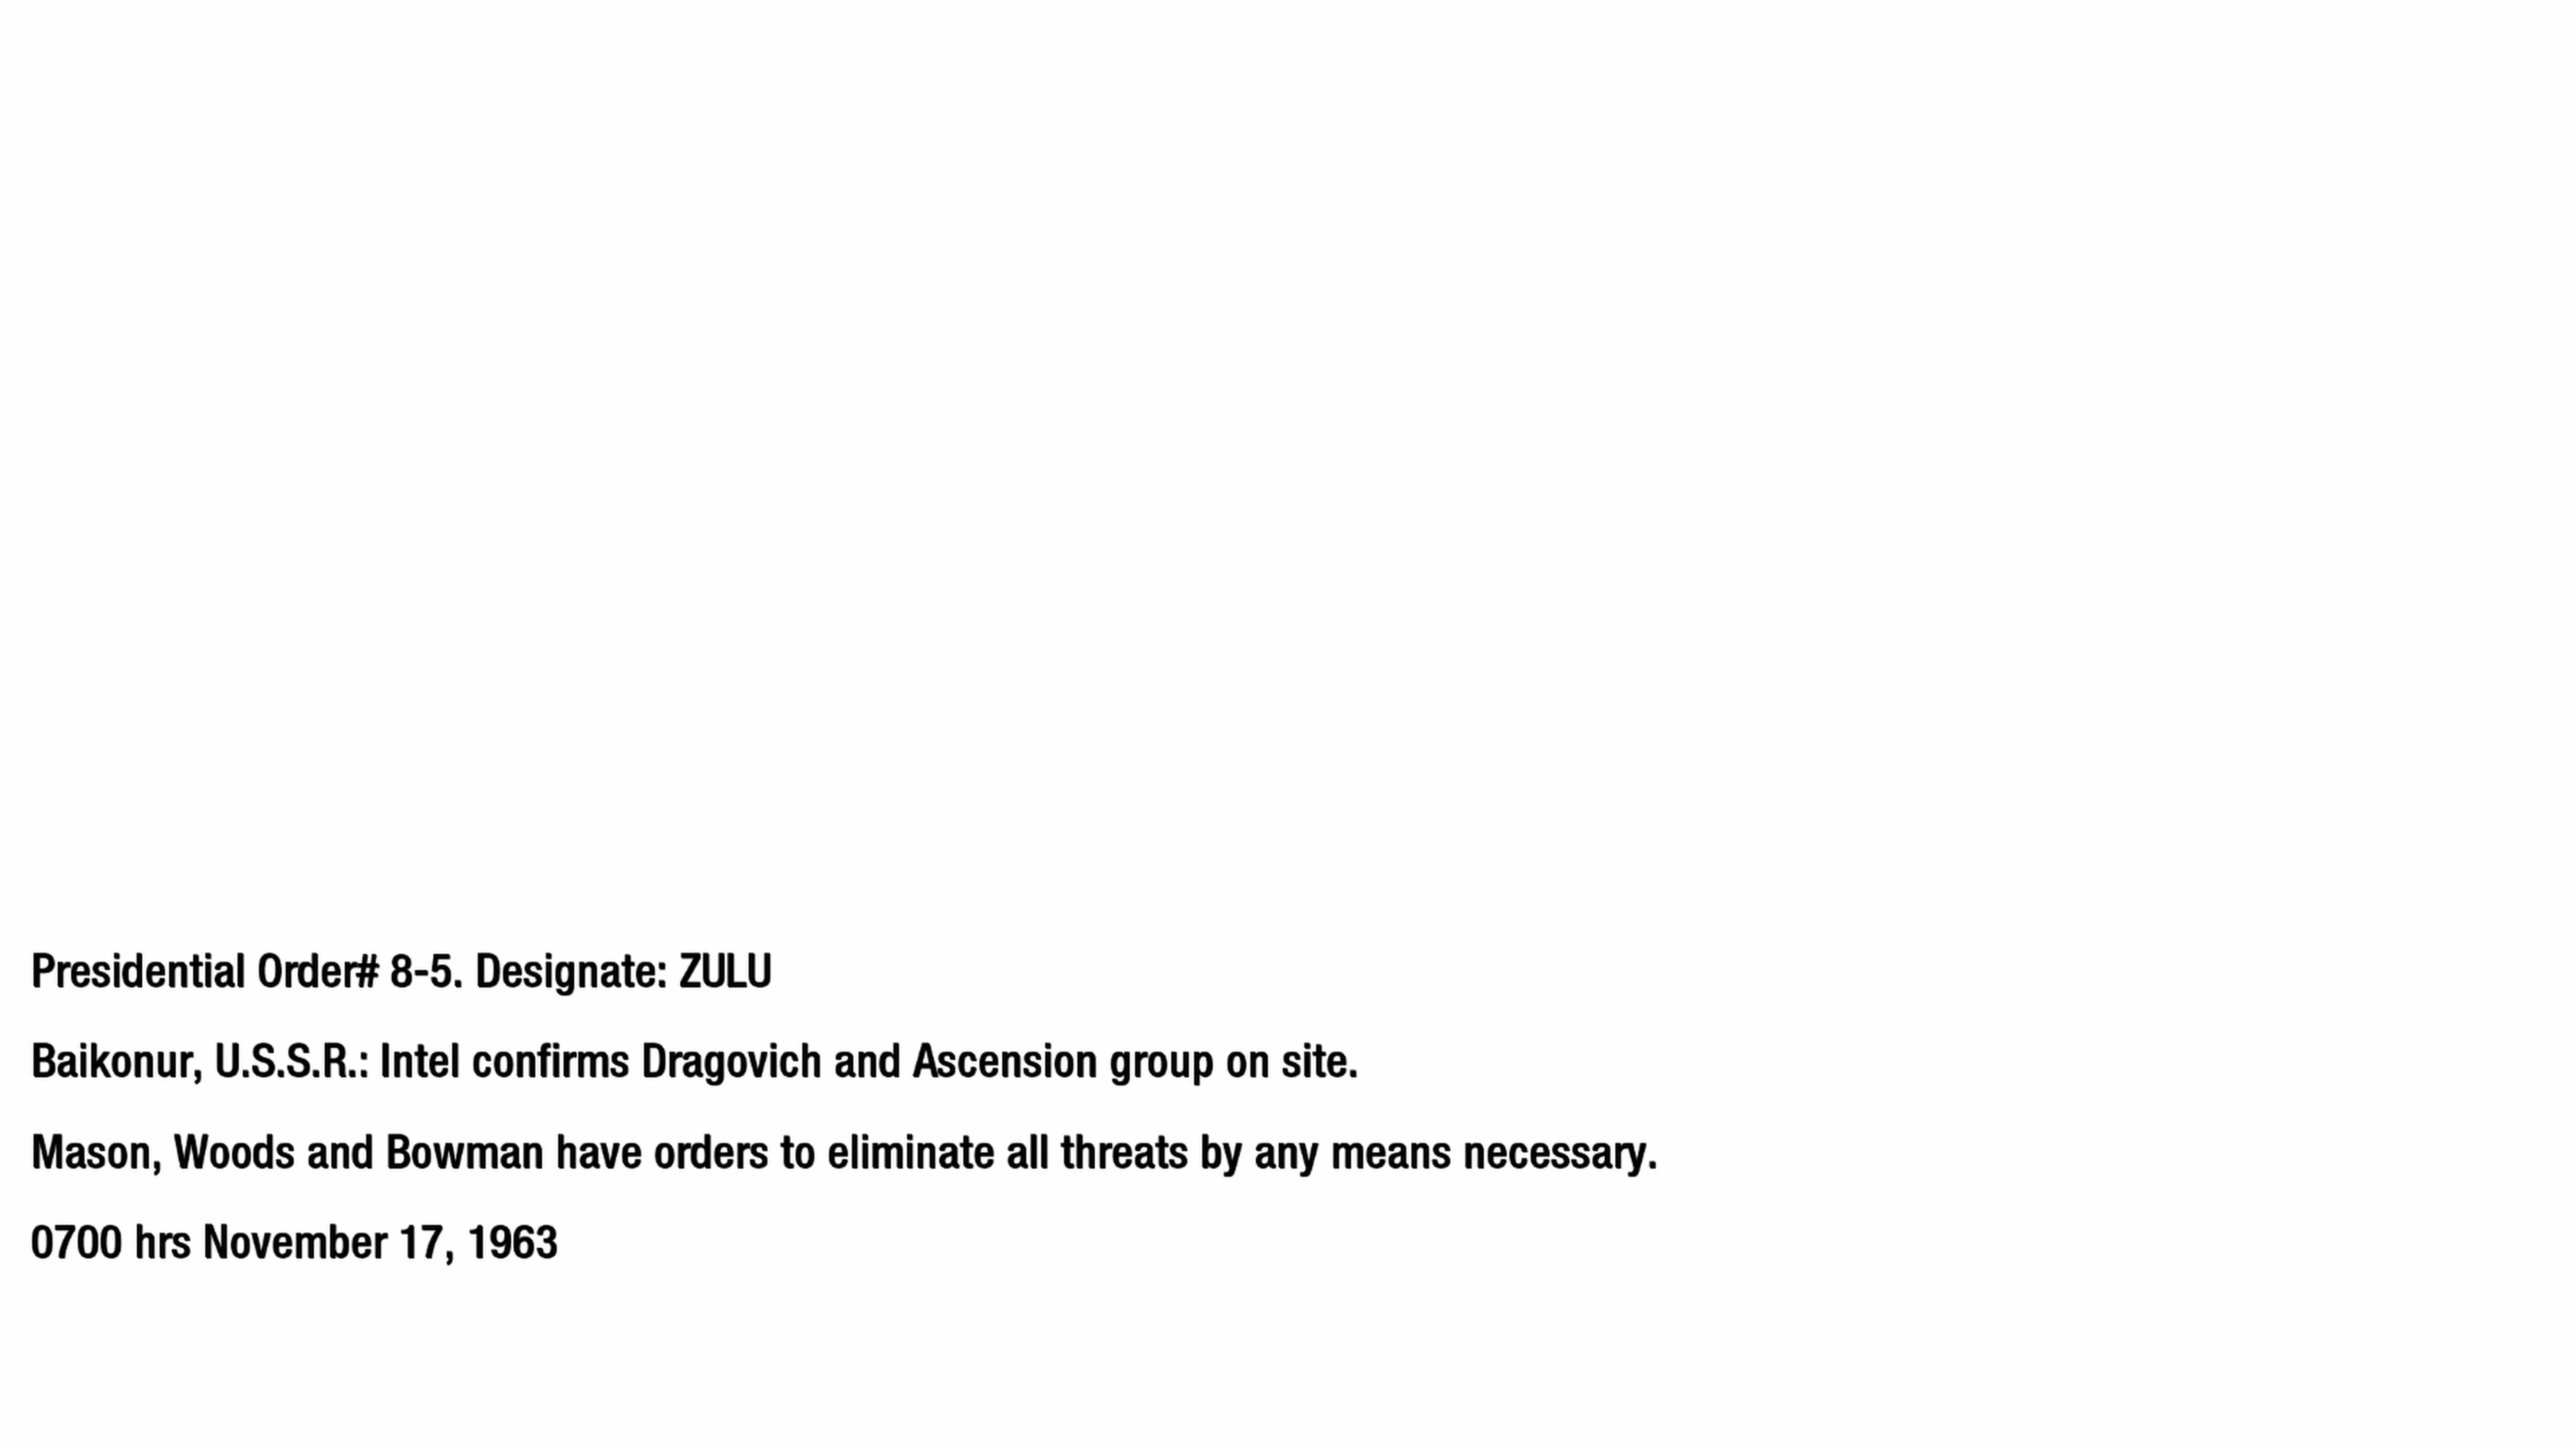 Presidential Order# 8-5. Designate: ZULU
Baikonur, U.S.S.R.: Intel confirms Dragovich and Ascension group on site.
Mason, Woods and Bowman have orders to eliminate all threats by any means necessary.
0700 hrs November 17, 1963